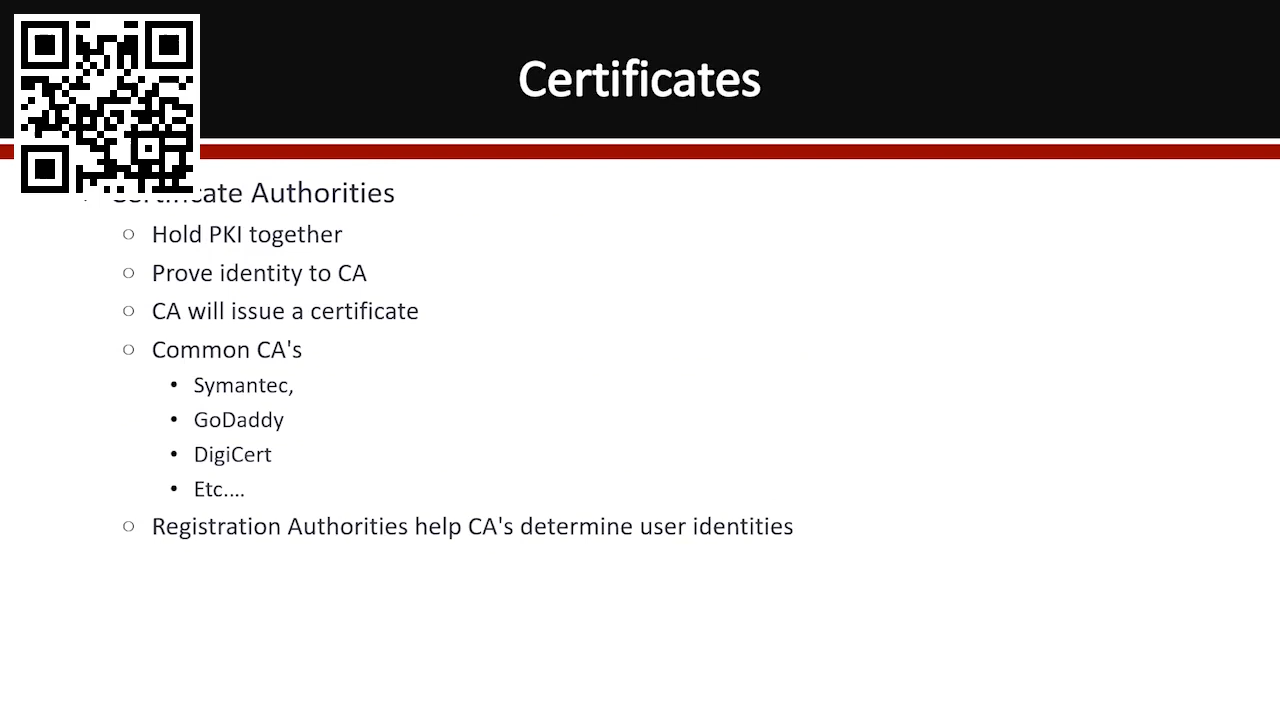 Certificates
Certificate Authorities
Hold PKI together
Prove identity to CA
CA will issue a certificate
Common CA's
Symantec,
GoDaddy
DigiCert
Etc....
Registration Authorities help CA's determine user identities